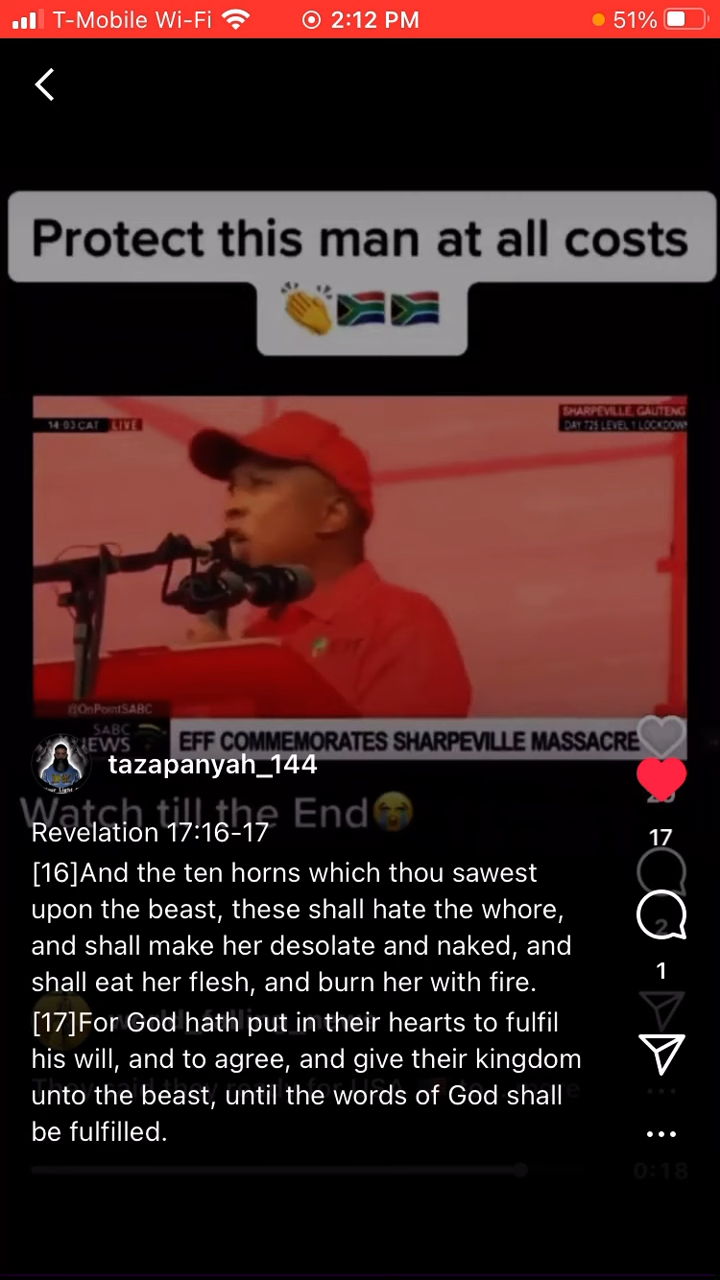 T-Mobile Wi-Fi 2:12 PM 51%
Protect this man at all costs
👏🇿🇦🇿🇦
14:03 CAT LIVE
SHARPEVILLE, GAUTENG
DAY 725 LEVEL 1 LOCKDOWN
@OnPointSABC
SABC
NEWS
EFF COMMEMORATES SHARPEVILLE MASSACRE
tazapanyah_144
Watch till the End😭
Revelation 17:16-17
[16]And the ten horns which thou sawest
upon the beast, these shall hate the whore,
and shall make her desolate and naked, and
shall eat her flesh, and burn her with fire.
[17]For God hath put in their hearts to fulfil
his will, and to agree, and give their kingdom
unto the beast, until the words of God shall
be fulfilled.
17
2
1
0:18